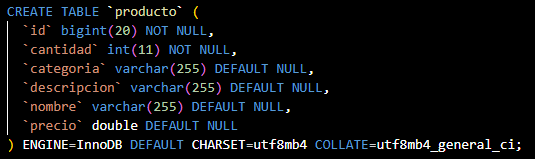 CREATE TABLE `producto` (
  `id` bigint(20) NOT NULL,
  `cantidad` int(11) NOT NULL,
  `categoria` varchar(255) DEFAULT NULL,
  `descripcion` varchar(255) DEFAULT NULL,
  `nombre` varchar(255) DEFAULT NULL,
  `precio` double DEFAULT NULL
) ENGINE=InnoDB DEFAULT CHARSET=utf8mb4 COLLATE=utf8mb4_general_ci;